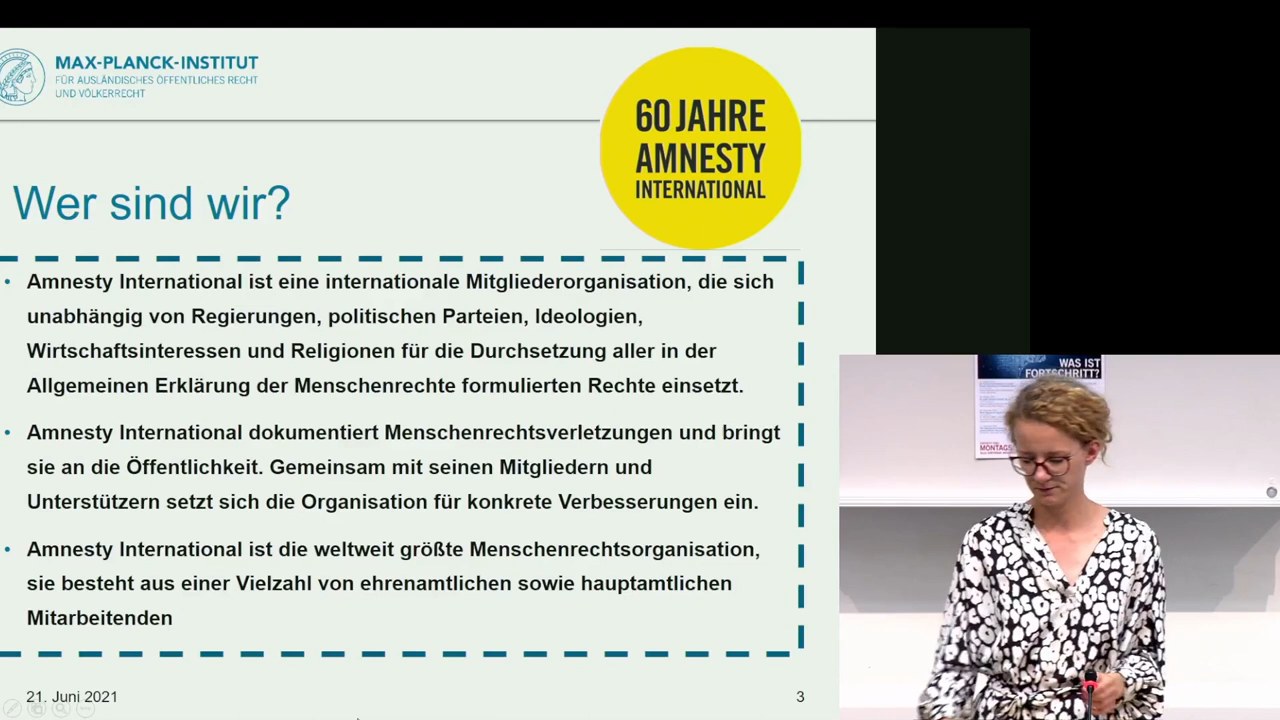 MAX-PLANCK-INSTITUT
FÜR AUSLÄNDISCHES ÖFFENTLICHES RECHT
UND VÖLKERRECHT
60 JAHRE
AMNESTY
INTERNATIONAL
Wer sind wir?
• Amnesty International ist eine internationale Mitgliederorganisation, die sich
unabhängig von Regierungen, politischen Parteien, Ideologien,
Wirtschaftsinteressen und Religionen für die Durchsetzung aller in der
Allgemeinen Erklärung der Menschenrechte formulierten Rechte einsetzt.
• Amnesty International dokumentiert Menschenrechtsverletzungen und bringt
sie an die Öffentlichkeit. Gemeinsam mit seinen Mitgliedern und
Unterstützern setzt sich die Organisation für konkrete Verbesserungen ein.
• Amnesty International ist die weltweit größte Menschenrechtsorganisation,
sie besteht aus einer Vielzahl von ehrenamtlichen sowie hauptamtlichen
Mitarbeitenden
21. Juni 2021
3
WAS IST
FORTSCHRITT?
MONTAGS